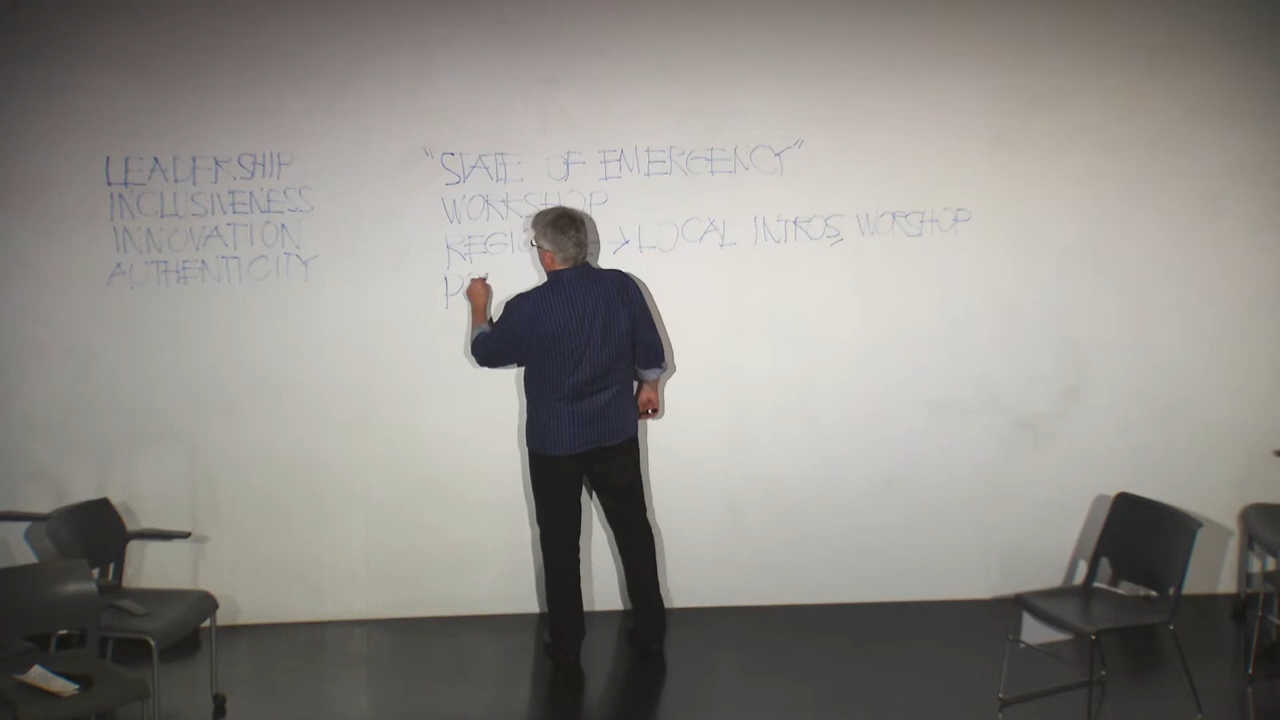 LEADERSHIP
INCLUSIVENESS
INNOVATION
AUTHENTICITY
"STATE OF EMERGENCY"
WORKSHOP
→ LOCAL INTROS WORSHOP